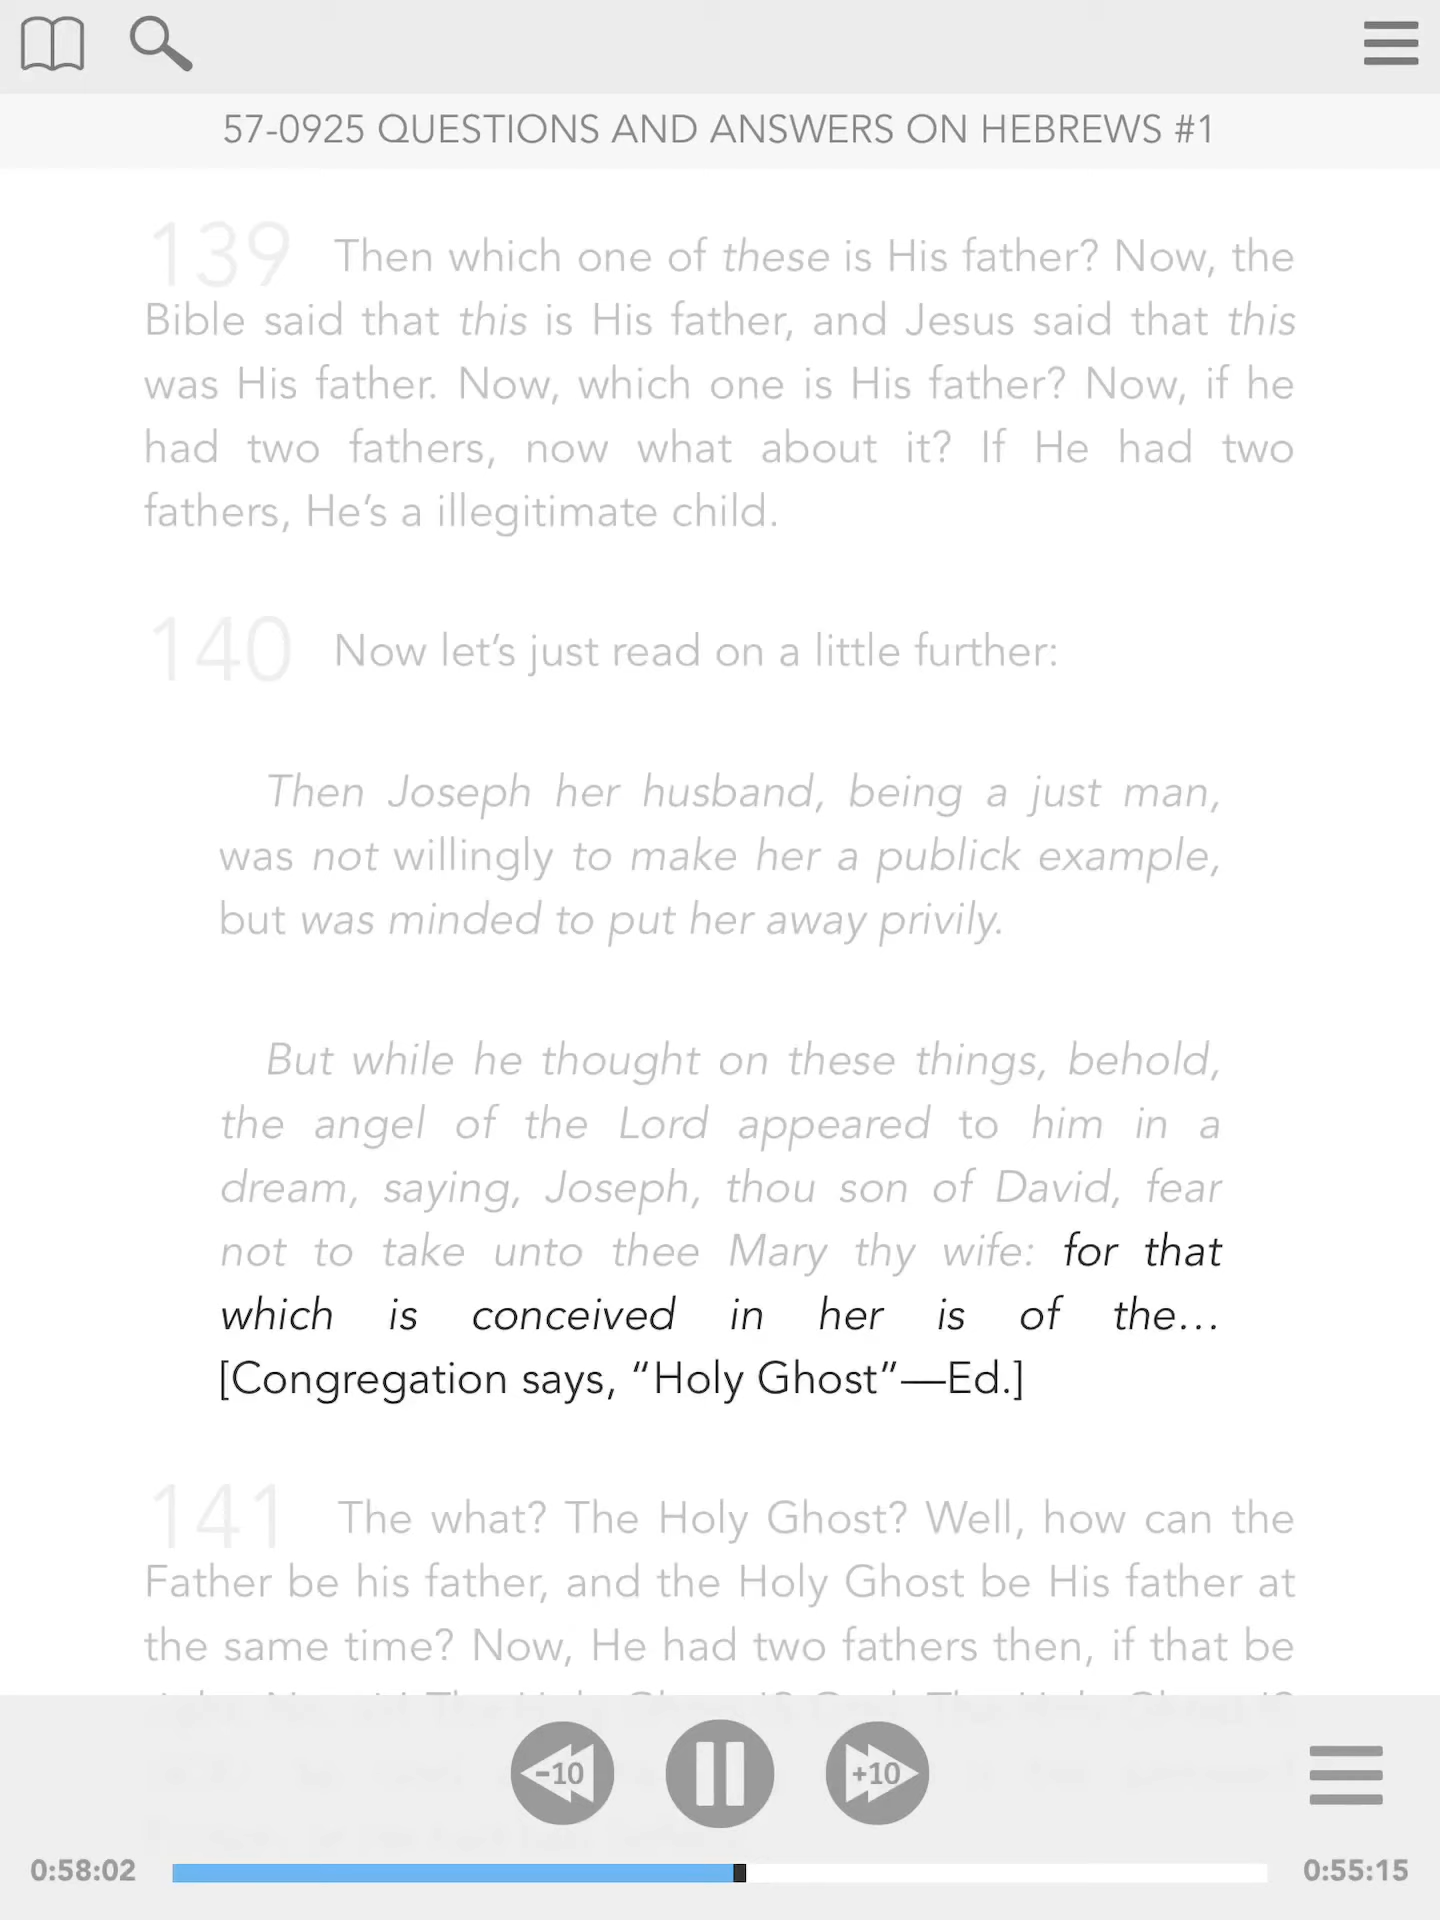 57-0925 QUESTIONS AND ANSWERS ON HEBREWS #1
139 Then which one of these is His father? Now, the
Bible said that this is His father, and Jesus said that this
was His father. Now, which one is His father? Now, if he
had two fathers, now what about it? If He had two
fathers, He’s a illegitimate child.
140 Now let’s just read on a little further:
Then Joseph her husband, being a just man,
was not willingly to make her a publick example,
but was minded to put her away privily.
But while he thought on these things, behold,
the angel of the Lord appeared to him in a
dream, saying, Joseph, thou son of David, fear
not to take unto thee Mary thy wife: for that
which is conceived in her is of the…
[Congregation says, “Holy Ghost”—Ed.]
141 The what? The Holy Ghost? Well, how can the
Father be his father, and the Holy Ghost be His father at
the same time? Now, He had two fathers then, if that be
-10 +10
0:58:02 0:55:15